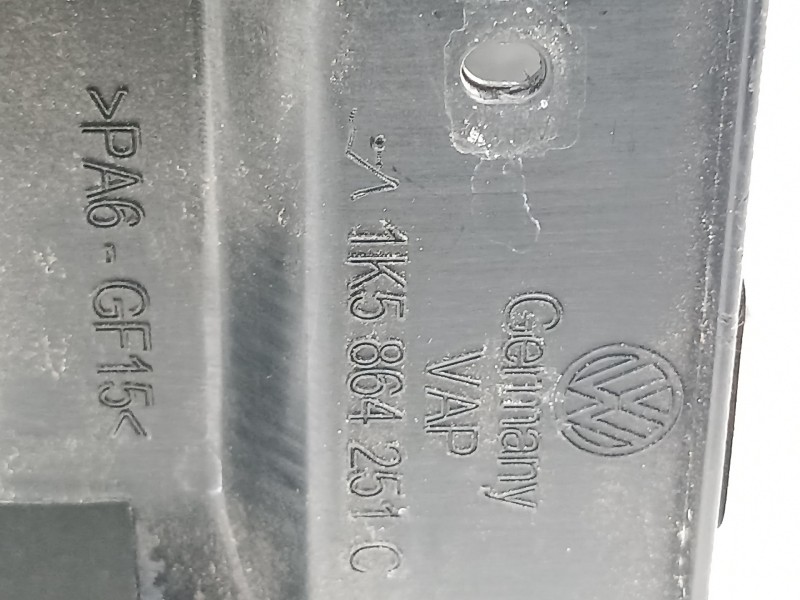 Germany
VAP
1K5 864 251 C
>PA6-GF15<